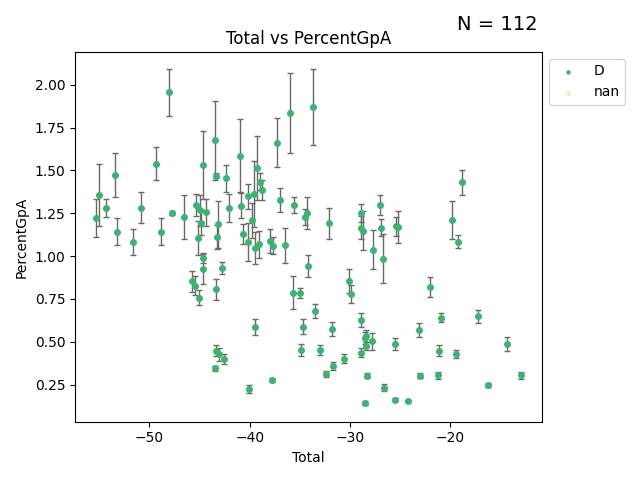 N = 112
Total vs PercentGpA
D
nan
PercentGpA
2.00
1.75
1.50
1.25
1.00
0.75
0.50
0.25
−50
−40
−30
−20
Total